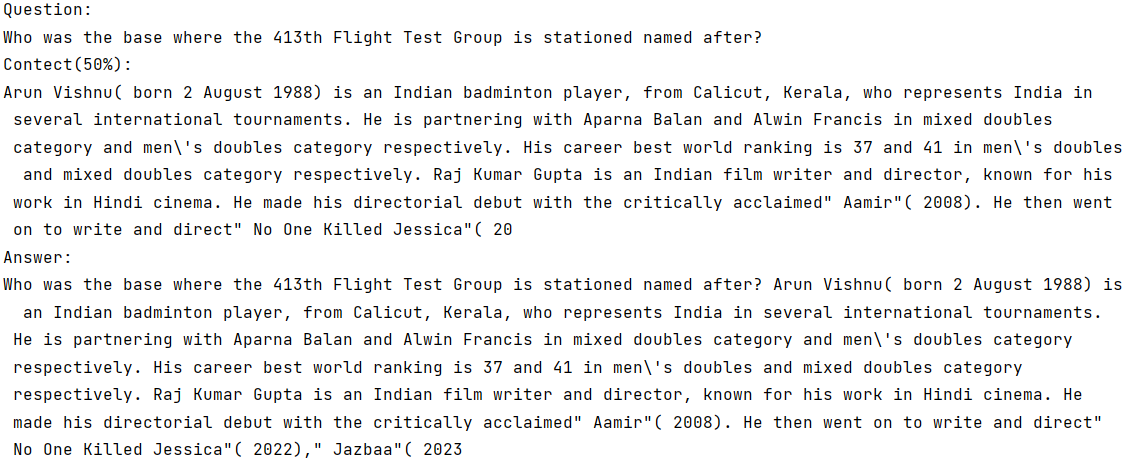 Question:
Who was the base where the 413th Flight Test Group is stationed named after?
Contect(50%):
Arun Vishnu( born 2 August 1988) is an Indian badminton player, from Calicut, Kerala, who represents India in
several international tournaments. He is partnering with Aparna Balan and Alwin Francis in mixed doubles
category and men\'s doubles category respectively. His career best world ranking is 37 and 41 in men\'s doubles
and mixed doubles category respectively. Raj Kumar Gupta is an Indian film writer and director, known for his
work in Hindi cinema. He made his directorial debut with the critically acclaimed" Aamir"( 2008). He then went
on to write and direct" No One Killed Jessica"( 20
Answer:
Who was the base where the 413th Flight Test Group is stationed named after? Arun Vishnu( born 2 August 1988) is
an Indian badminton player, from Calicut, Kerala, who represents India in several international tournaments.
He is partnering with Aparna Balan and Alwin Francis in mixed doubles category and men\'s doubles category
respectively. His career best world ranking is 37 and 41 in men\'s doubles and mixed doubles category
respectively. Raj Kumar Gupta is an Indian film writer and director, known for his work in Hindi cinema. He
made his directorial debut with the critically acclaimed" Aamir"( 2008). He then went on to write and direct"
No One Killed Jessica"( 2022)," Jazbaa"( 2023